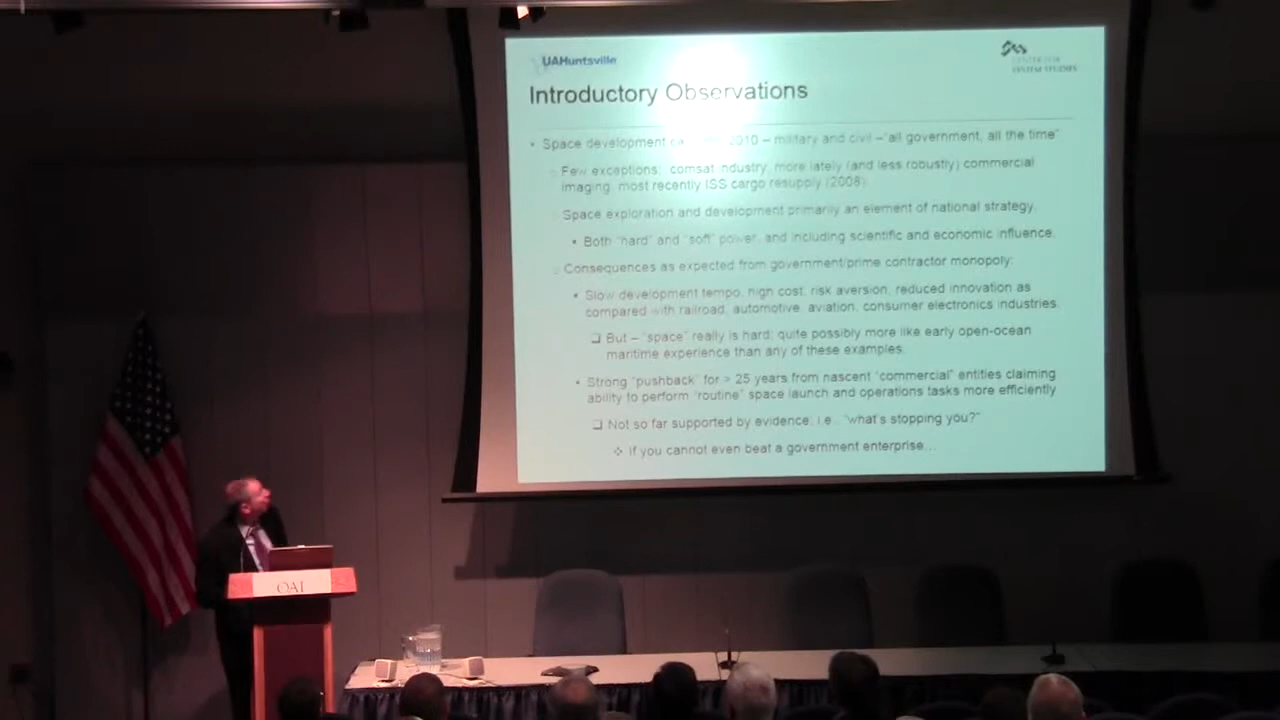 UAHuntsville
CENTER FOR
SYSTEM STUDIES
Introductory Observations
• Space development 2010 – military and civil – "all government, all the time"
Few exceptions: comsat industry, more lately (and less robustly) commercial
imaging, most recently ISS cargo resupply (2008).
Space exploration and development primarily an element of national strategy.
• Both "hard" and "soft" power, and including scientific and economic influence.
Consequences as expected from government/prime contractor monopoly:
• Slow development tempo, high cost, risk aversion, reduced innovation as
compared with railroad, automotive, aviation, consumer electronics industries.
❑ But – "space" really is hard; quite possibly more like early open-ocean
maritime experience than any of these examples.
• Strong "pushback" for > 25 years from nascent "commercial" entities claiming
ability to perform "routine" space launch and operations tasks more efficiently
❑ Not so far supported by evidence; i.e., "what's stopping you?"
❖ If you cannot even beat a government enterprise…
OAI